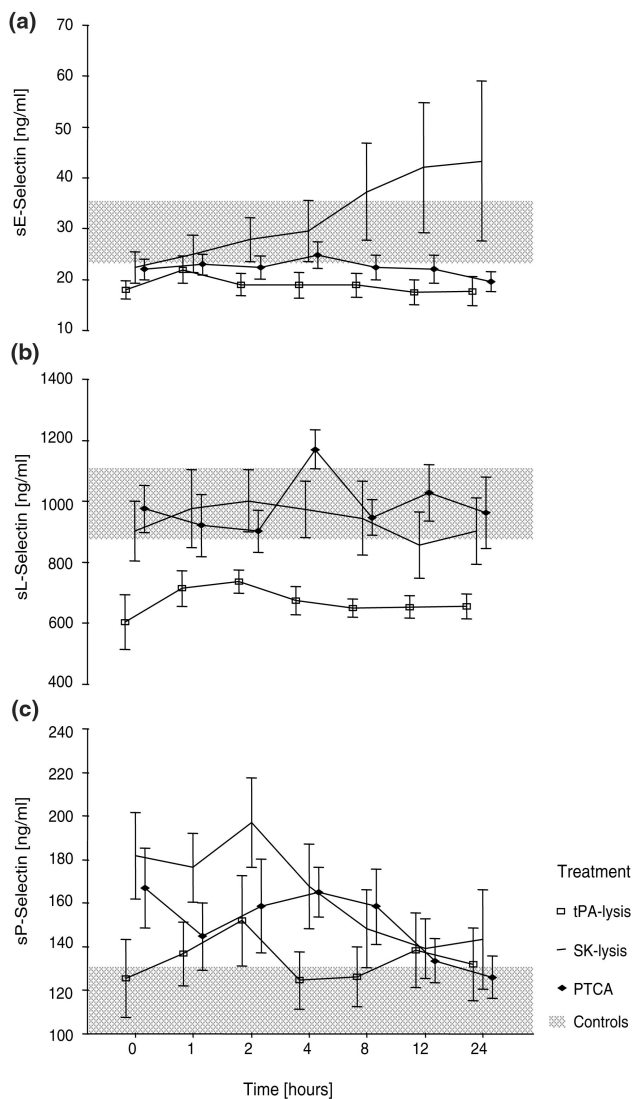 (a)
70
60
50
40
30
20
10
sE-Selectin [ng/ml]
(b)
1400
1200
1000
800
600
400
sL-Selectin [ng/ml]
(c)
240
220
200
180
160
140
120
100
sP-Selectin [ng/ml]
0 1 2 4 8 12 24
Time [hours]
Treatment
tPA-lysis
SK-lysis
PTCA
Controls